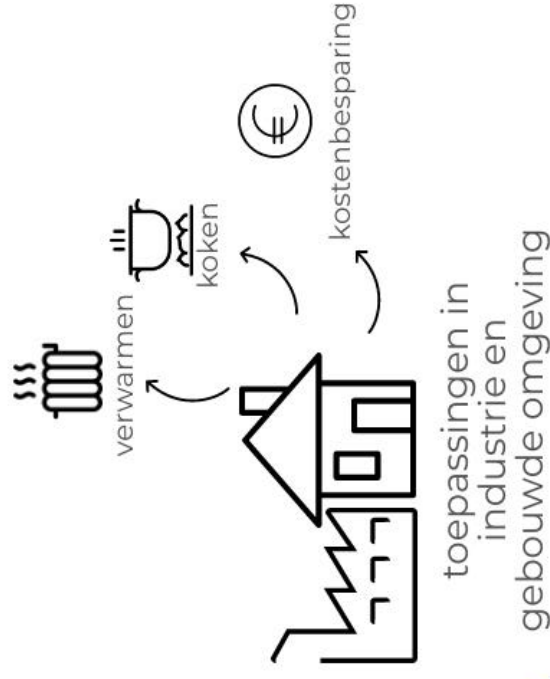 verwarmen
koken
kostenbesparing
toepassingen in
industrie en
gebouwde omgeving